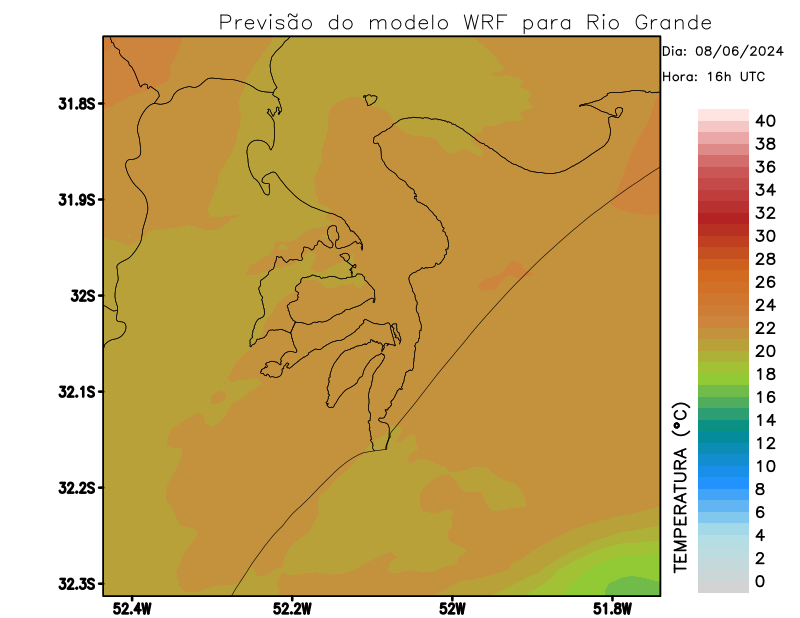 Previsão do modelo WRF para Rio Grande
Dia: 08/06/2024
Hora: 16h UTC
31.8S
31.9S
32S
32.1S
32.2S
32.3S
52.4W
52.2W
52W
51.8W
TEMPERATURA (°C)
40
38
36
34
32
30
28
26
24
22
20
18
16
14
12
10
8
6
4
2
0